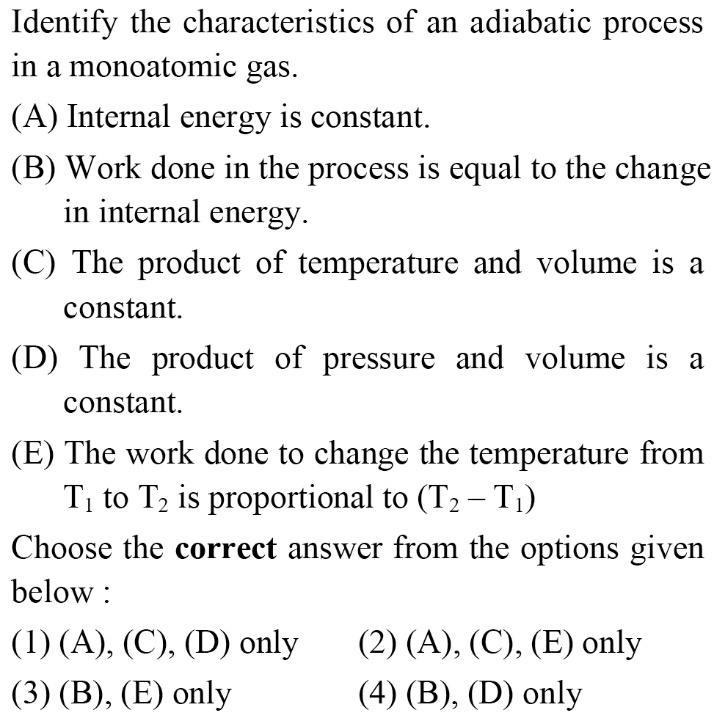 Identify the characteristics of an adiabatic process
in a monoatomic gas.
(A) Internal energy is constant.
(B) Work done in the process is equal to the change
in internal energy.
(C) The product of temperature and volume is a
constant.
(D) The product of pressure and volume is a
constant.
(E) The work done to change the temperature from
T₁ to T₂ is proportional to (T₂ – T₁)
Choose the correct answer from the options given
below :
(1) (A), (C), (D) only (2) (A), (C), (E) only
(3) (B), (E) only (4) (B), (D) only